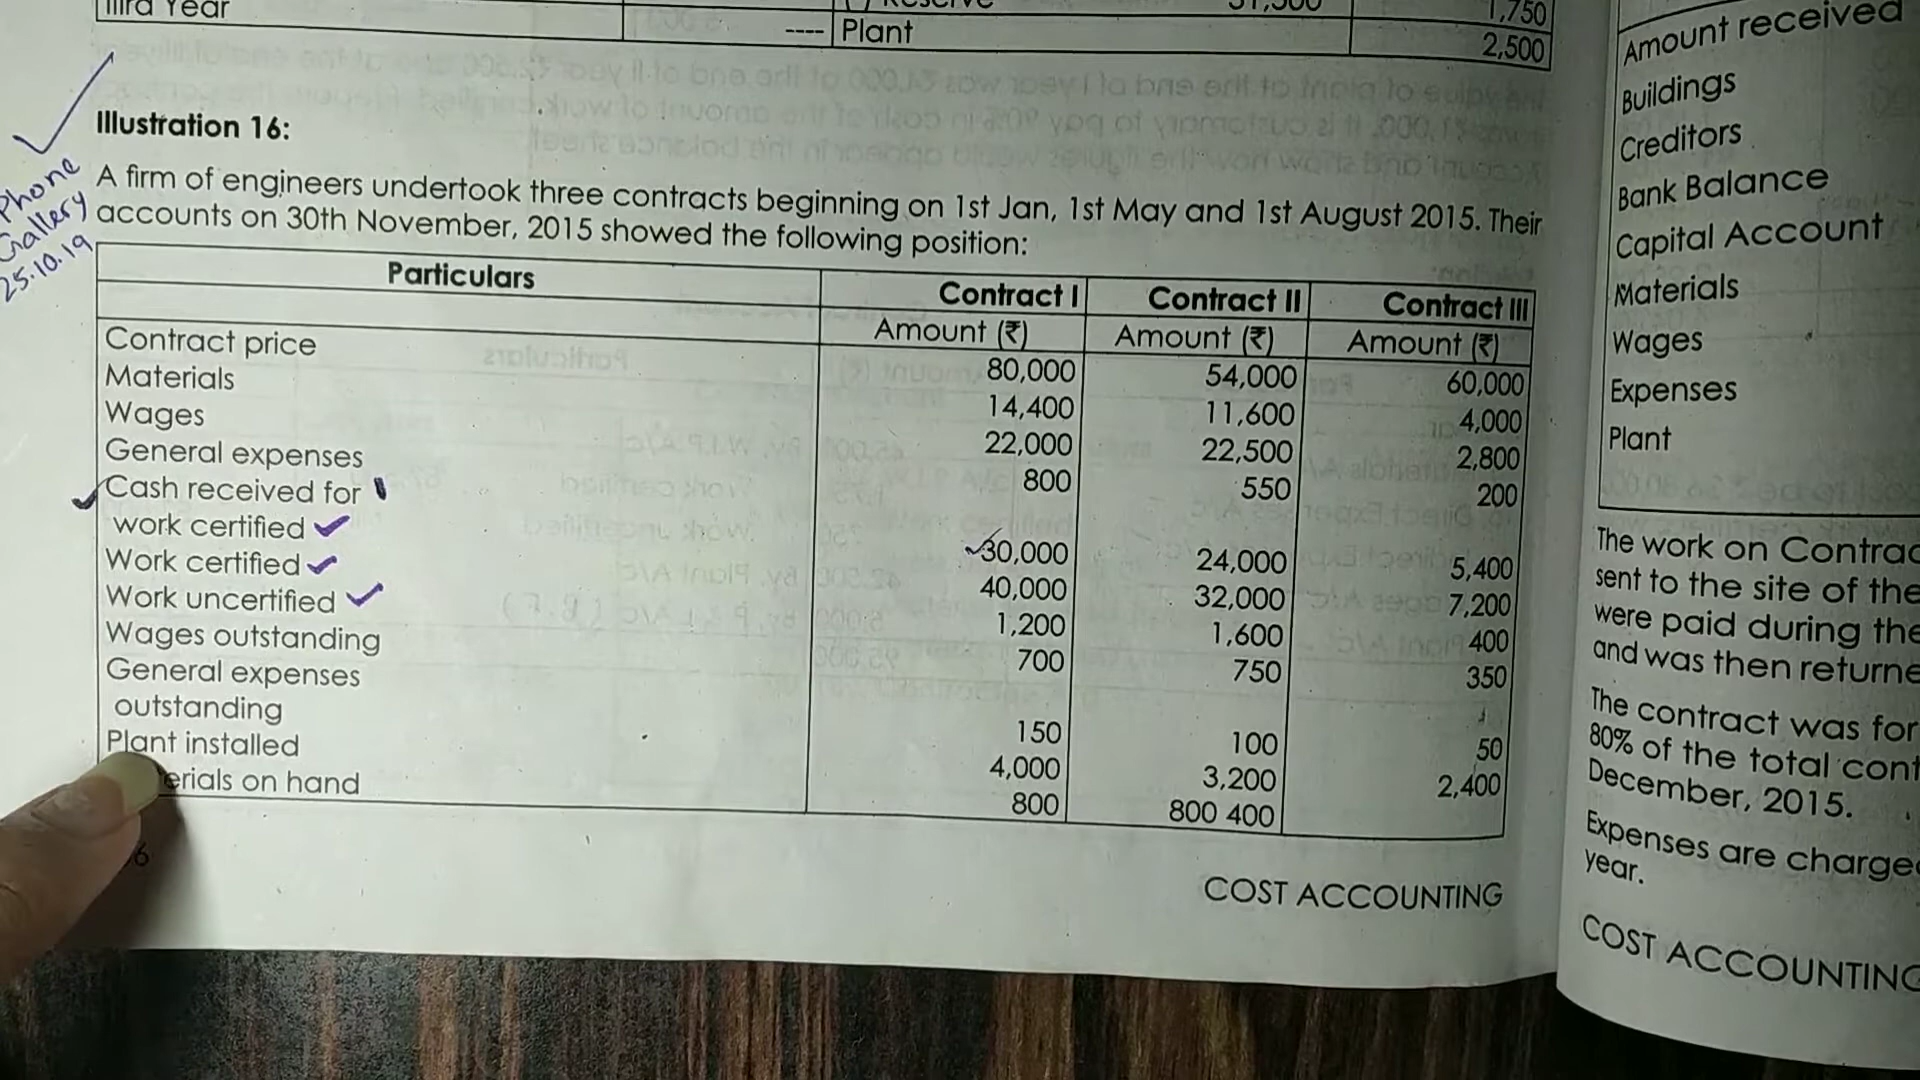 IIIrd Year
1,750
---- Plant 2,500
Illustration 16:
Phone
Gallery
25.10.19
A firm of engineers undertook three contracts beginning on 1st Jan, 1st May and 1st August 2015. Their
accounts on 30th November, 2015 showed the following position:
Particulars Contract I Contract II Contract III
Amount (₹) Amount (₹) Amount (₹)
Contract price 80,000 54,000 60,000
Materials 14,400 11,600 4,000
Wages 22,000 22,500 2,800
General expenses 800 550 200
Cash received for
work certified 30,000 24,000 5,400
Work certified 40,000 32,000 7,200
Work uncertified 1,200 1,600 400
Wages outstanding 700 750 350
General expenses
outstanding 150 100 50
Plant installed 4,000 3,200 2,400
erials on hand 800 800 400
6
COST ACCOUNTING
Amount received
Buildings
Creditors
Bank Balance
Capital Account
Materials
Wages
Expenses
Plant
The work on Contrac
sent to the site of the
were paid during the
and was then returne
The contract was for
80% of the total cont
December, 2015.
Expenses are charge
year.
COST ACCOUNTING